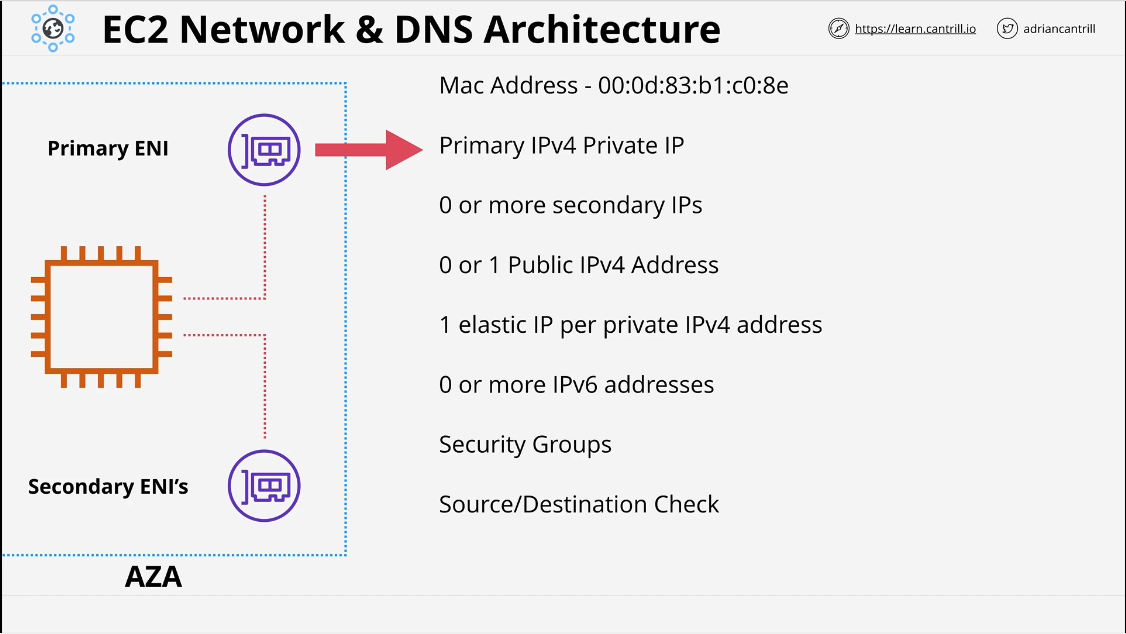 EC2 Network & DNS Architecture
https://learn.cantrill.io
adriancantrill
Mac Address - 00:0d:83:b1:c0:8e
Primary ENI
Primary IPv4 Private IP
0 or more secondary IPs
0 or 1 Public IPv4 Address
1 elastic IP per private IPv4 address
0 or more IPv6 addresses
Security Groups
Secondary ENI’s
Source/Destination Check
AZA